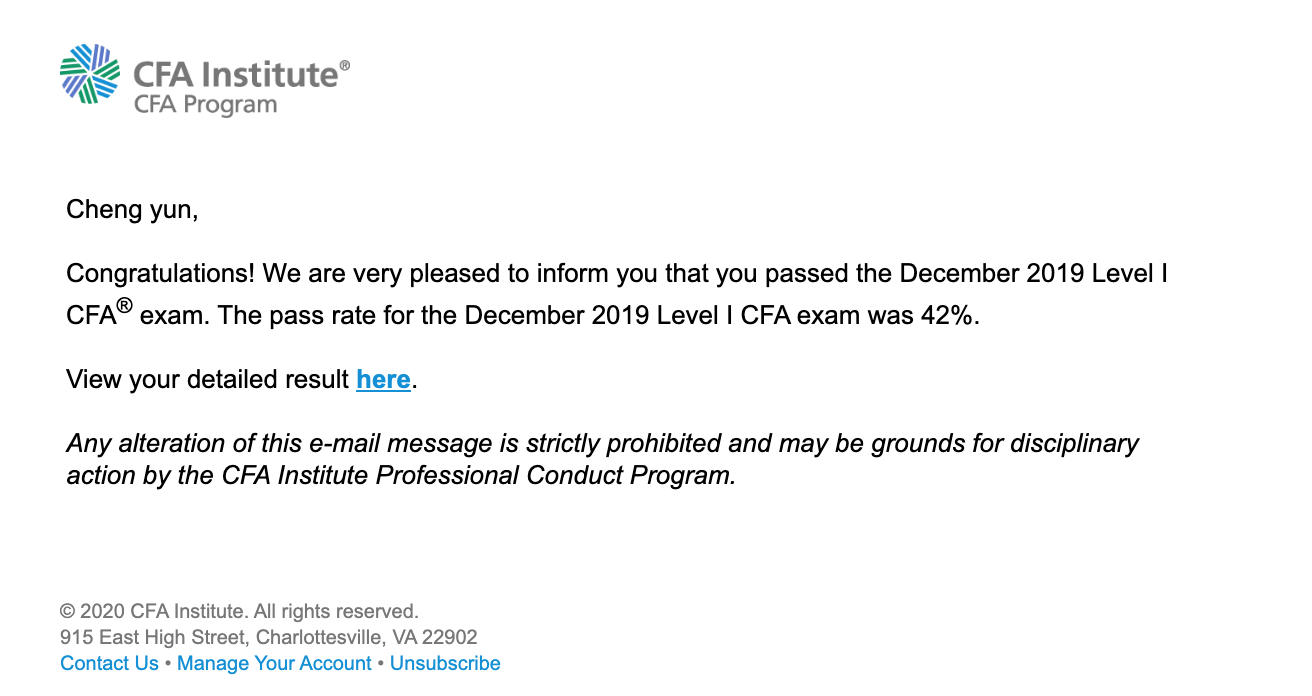 CFA Institute®
CFA Program
Cheng yun,
Congratulations! We are very pleased to inform you that you passed the December 2019 Level I
CFA® exam. The pass rate for the December 2019 Level I CFA exam was 42%.
View your detailed result here.
Any alteration of this e-mail message is strictly prohibited and may be grounds for disciplinary
action by the CFA Institute Professional Conduct Program.
© 2020 CFA Institute. All rights reserved.
915 East High Street, Charlottesville, VA 22902
Contact Us • Manage Your Account • Unsubscribe